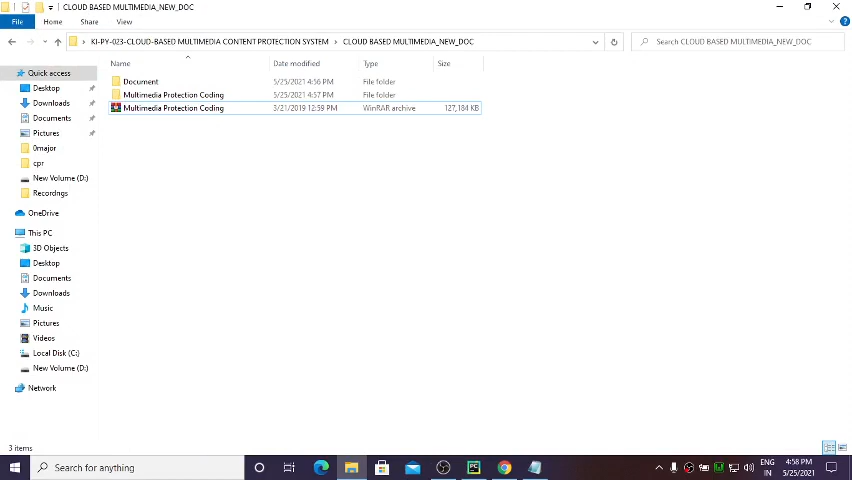 CLOUD BASED MULTIMEDIA_NEW_DOC
File Home Share View
KI-PY-023-CLOUD-BASED MULTIMEDIA CONTENT PROTECTION SYSTEM CLOUD BASED MULTIMEDIA_NEW_DOC Search CLOUD BASED MULTIMEDIA_NEW_DOC
Name Date modified Type Size
Quick access
Document 5/25/2021 4:56 PM File folder
Desktop
Multimedia Protection Coding 5/25/2021 4:57 PM File folder
Downloads
Multimedia Protection Coding 3/21/2019 12:59 PM WinRAR archive 127,184 KB
Documents
Pictures
0major
cpr
New Volume (D:)
Recordngs
OneDrive
This PC
3D Objects
Desktop
Documents
Downloads
Music
Pictures
Videos
Local Disk (C:)
New Volume (D:)
Network
3 items
Search for anything
PC
ENG 4:58 PM
IN 5/25/2021